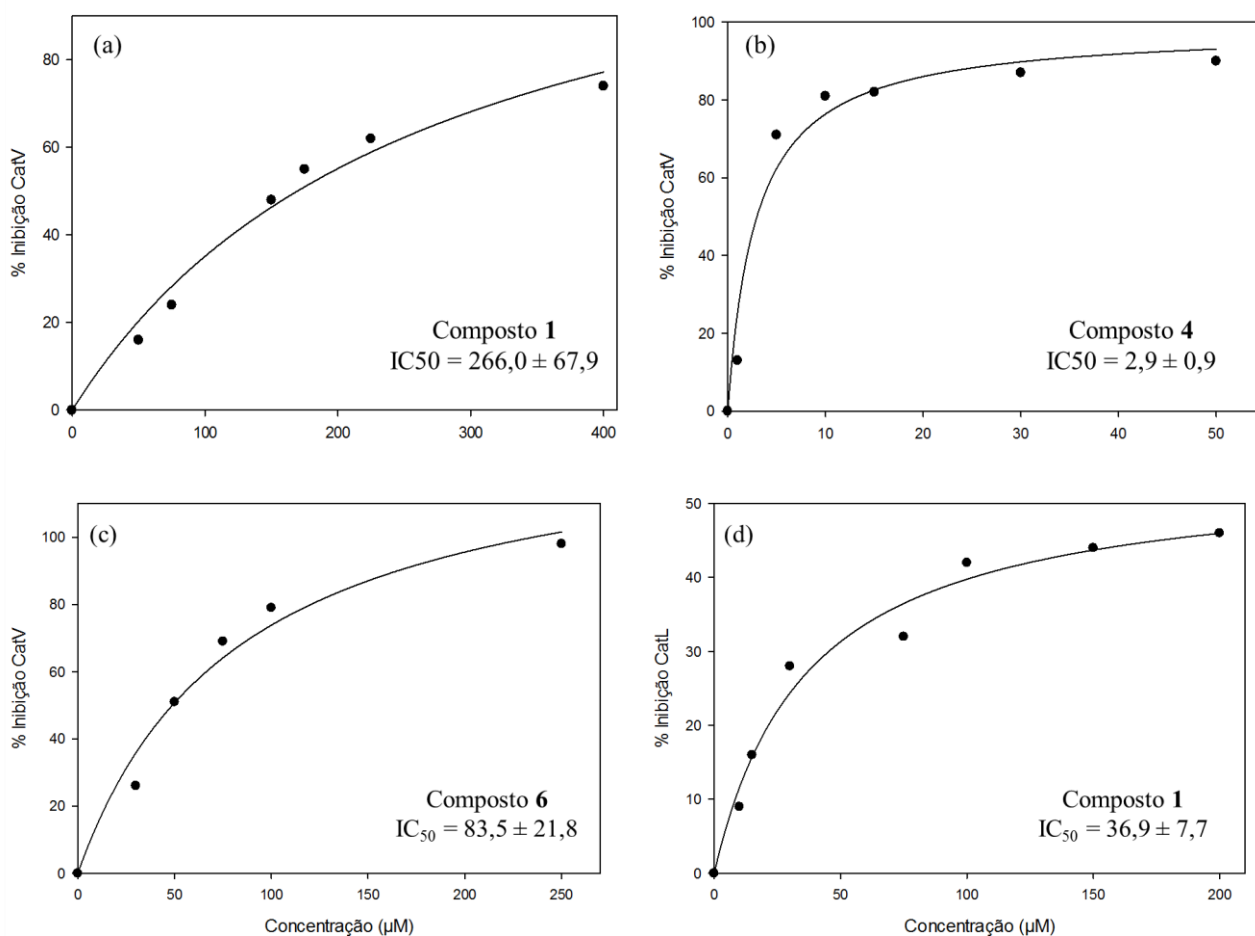 (a)
% Inibição CatV
80
60
40
20
0
0 100 200 300 400
Composto 1
IC50 = 266,0 ± 67,9
(b)
% Inibição CatV
100
80
60
40
20
0
0 10 20 30 40 50
Composto 4
IC50 = 2,9 ± 0,9
(c)
% Inibição CatV
100
80
60
40
20
0
0 50 100 150 200 250
Composto 6
IC₅₀ = 83,5 ± 21,8
Concentração (µM)
(d)
% Inibição CatL
50
40
30
20
10
0
0 50 100 150 200
Composto 1
IC₅₀ = 36,9 ± 7,7
Concentração (µM)